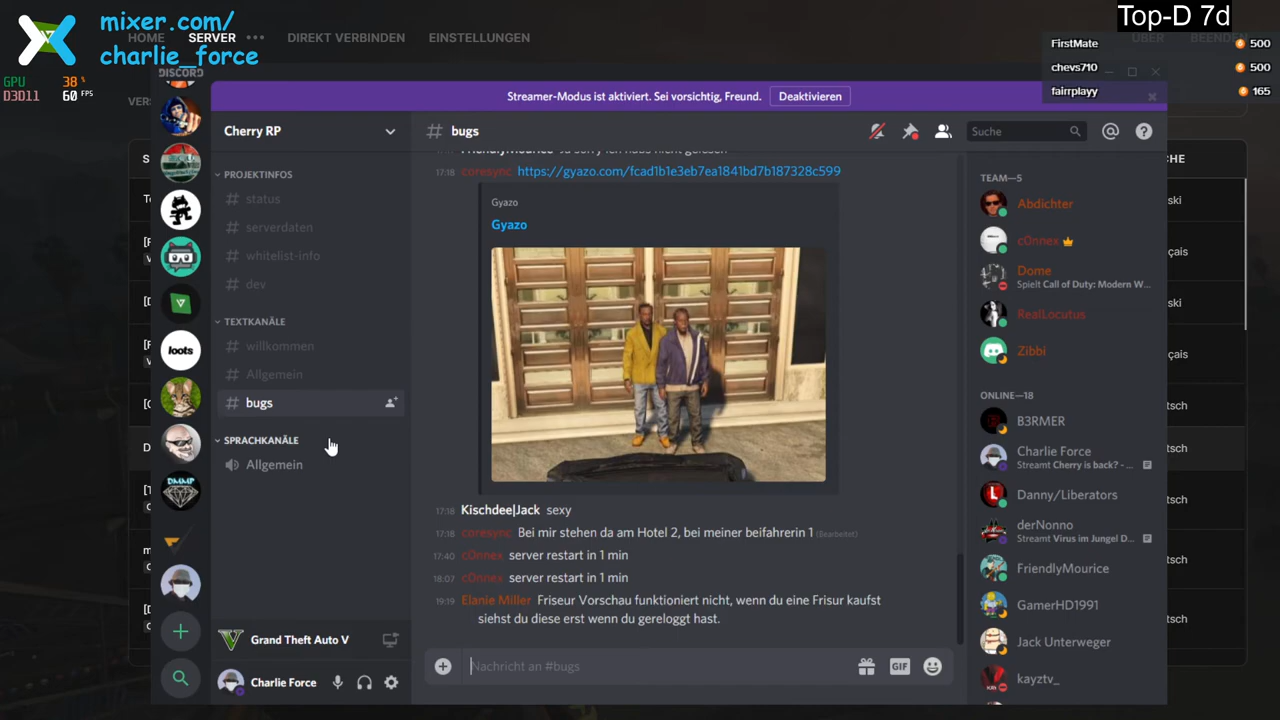 mixer.com/
charlie_force
Top-D 7d
FirstMate 500
chevs710 500
fairrplayy 165
GPU 38 %
D3D11 60 FPS
HOME SERVER ••• DIREKT VERBINDEN EINSTELLUNGEN ÜBER BEENDEN
DISCORD
Streamer-Modus ist aktiviert. Sei vorsichtig, Freund. Deaktivieren
Cherry RP
PROJEKTINFOS
# status
# serverdaten
# whitelist-info
# dev
TEXTKANÄLE
# willkommen
# Allgemein
# bugs
SPRACHKANÄLE
Allgemein
loots
DMMP
Grand Theft Auto V
Charlie Force
# bugs
Suche
17:18 coresync https://gyazo.com/fcad1b1e3eb7ea1841bd7b187328c599
Gyazo
Gyazo
17:18 Kischdee|Jack sexy
17:18 coresync Bei mir stehen da am Hotel 2, bei meiner beifahrerin 1 (Bearbeitet)
17:40 c0nnex server restart in 1 min
18:07 c0nnex server restart in 1 min
19:19 Elanie Miller Friseur Vorschau funktioniert nicht, wenn du eine Frisur kaufst
siehst du diese erst wenn du gereloggt hast.
Nachricht an #bugs
GIF
TEAM—5
Abdichter
c0nnex
Dome
Spielt Call of Duty: Modern W...
RealLocutus
Zibbi
ONLINE—18
B3RMER
Charlie Force
Streamt Cherry is back? - ...
Danny/Liberators
derNonno
Streamt Virus im Jungel D...
FriendlyMourice
GamerHD1991
Jack Unterweger
kayztv_